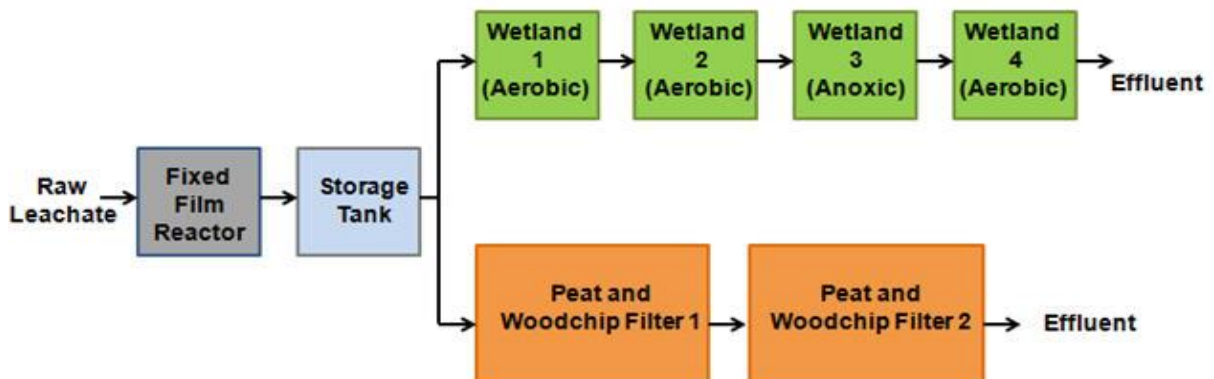 Raw
Leachate
Fixed
Film
Reactor
Storage
Tank
Wetland
1
(Aerobic)
Wetland
2
(Aerobic)
Wetland
3
(Anoxic)
Wetland
4
(Aerobic)
Effluent
Peat and
Woodchip Filter 1
Peat and
Woodchip Filter 2
Effluent